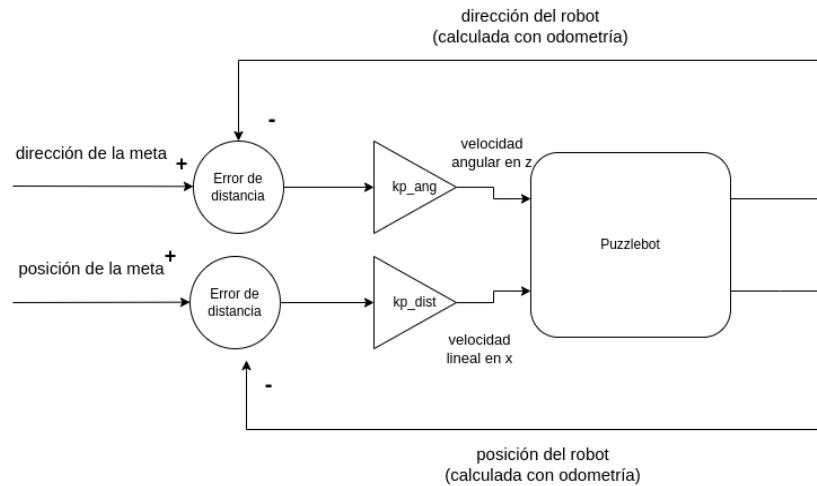 dirección del robot
(calculada con odometría)
-
dirección de la meta
+
Error de
distancia
kp_ang
velocidad
angular en z
Puzzlebot
posición de la meta
+
Error de
distancia
kp_dist
velocidad
lineal en x
-
posición del robot
(calculada con odometría)